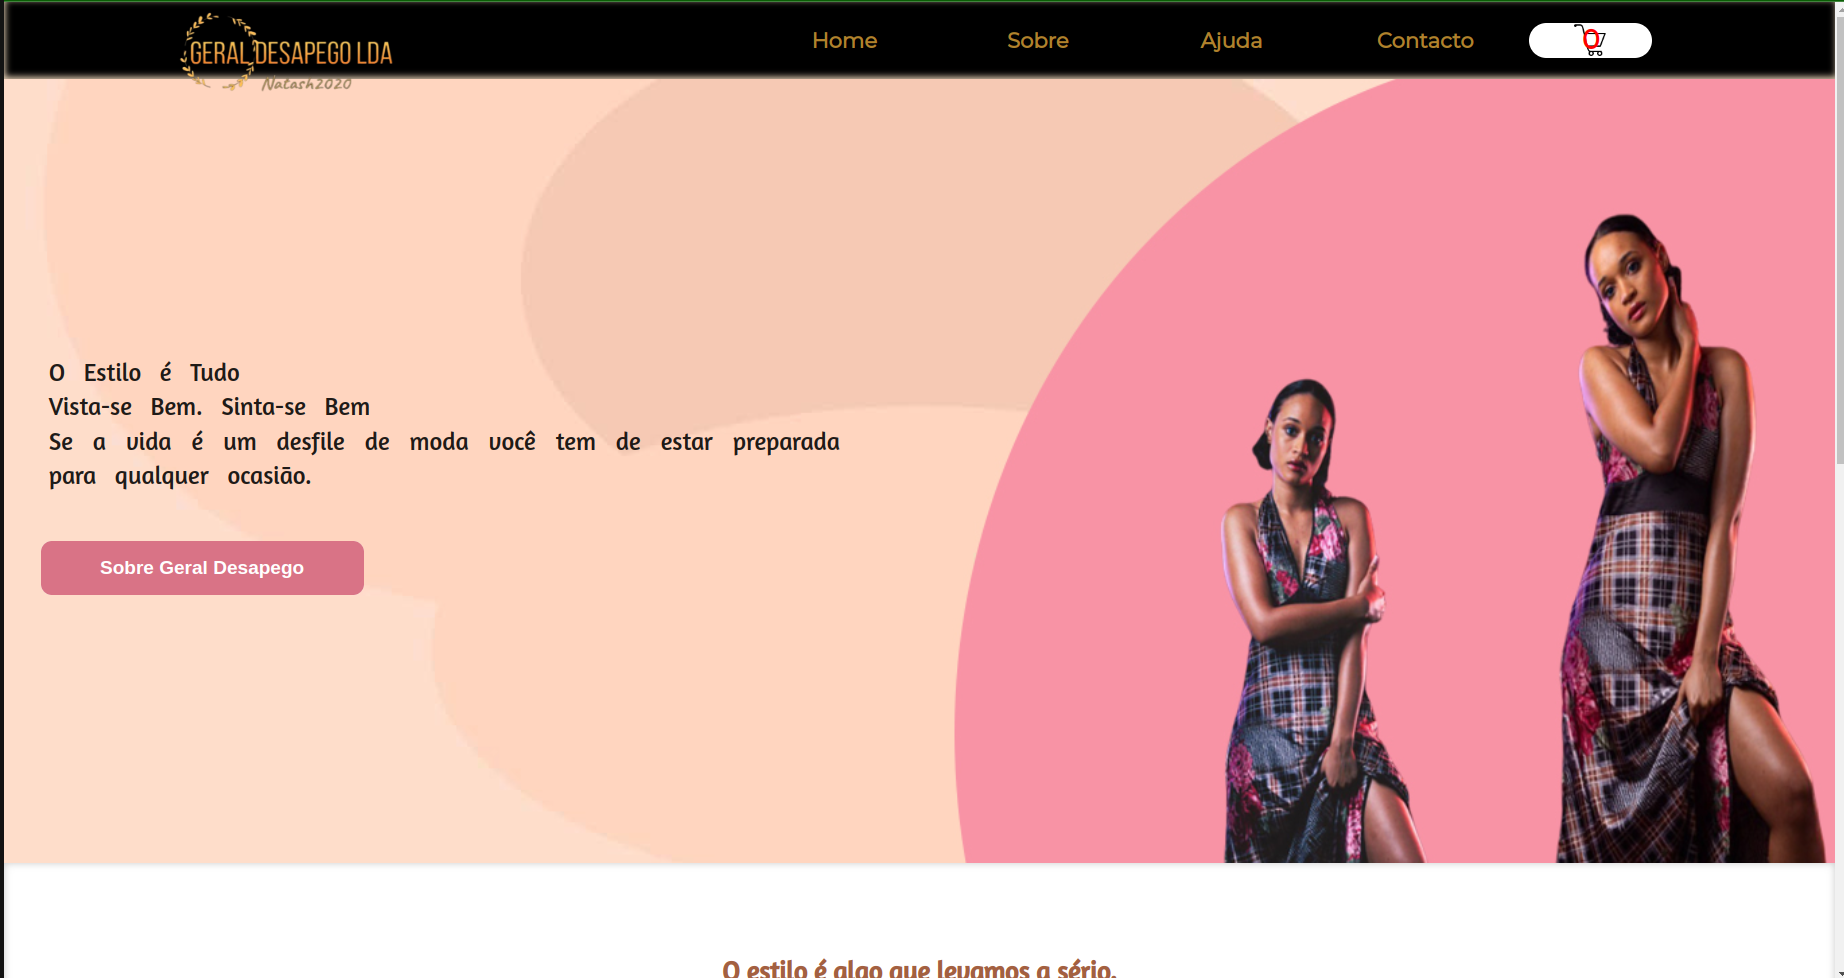 GERAL DESAPEGO LDA
Natash2020
Home
Sobre
Ajuda
Contacto
0
O Estilo é Tudo
Vista-se Bem. Sinta-se Bem
Se a vida é um desfile de moda você tem de estar preparada
para qualquer ocasião.
Sobre Geral Desapego
O estilo é algo que levamos a sério.